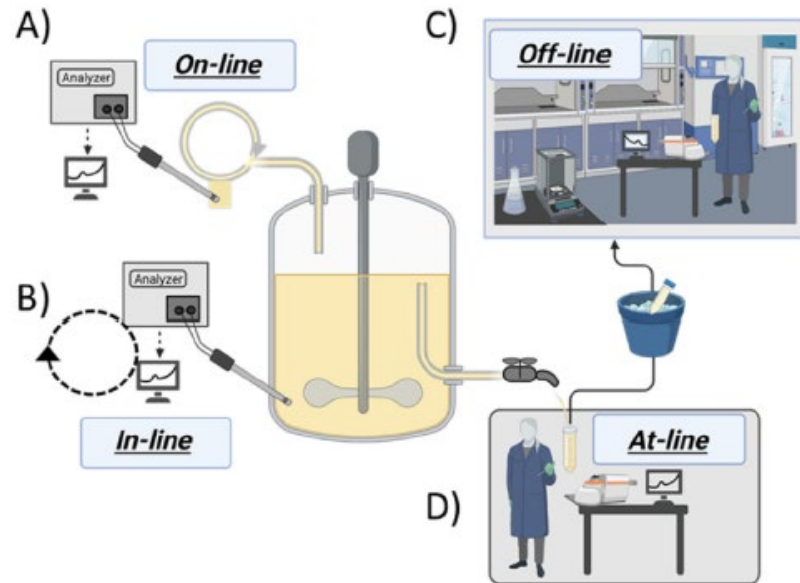 A)
On-line
Analyzer
B)
Analyzer
In-line
C)
Off-line
At-line
D)